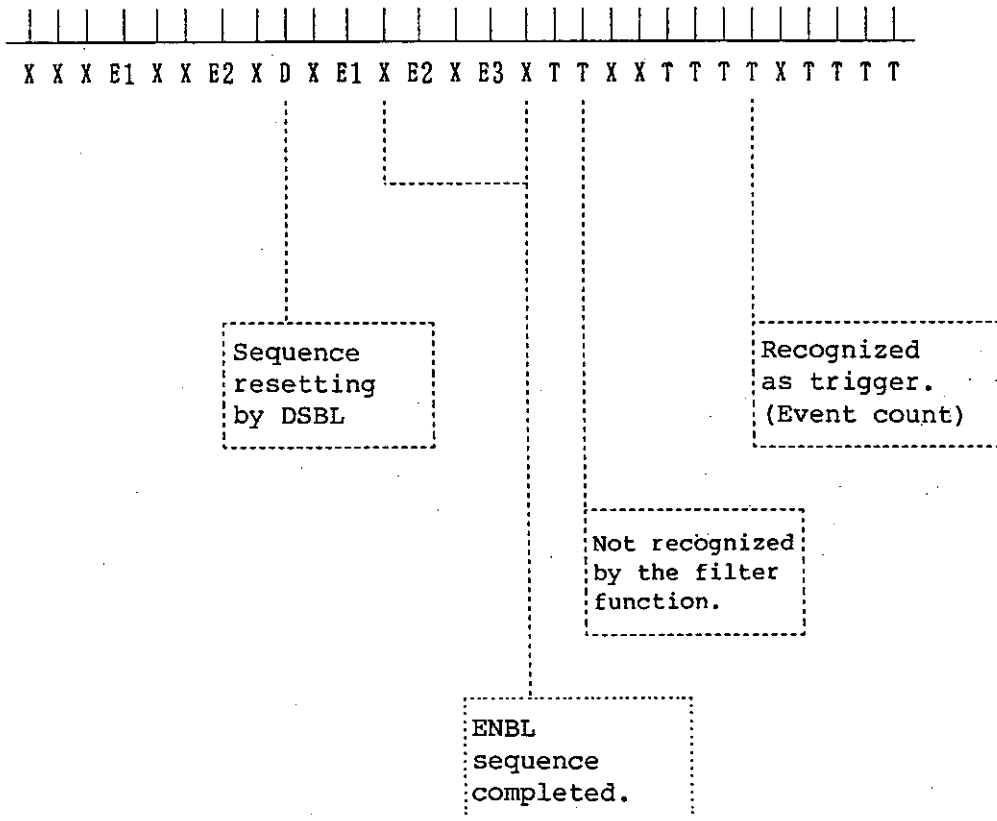 X X X E1 X X E2 X D X E1 X E2 X E3 X T T X X T T T T X T T T T
Sequence
resetting
by DSBL
Recognized
as trigger.
(Event count)
Not recognized
by the filter
function.
ENBL
sequence
completed.